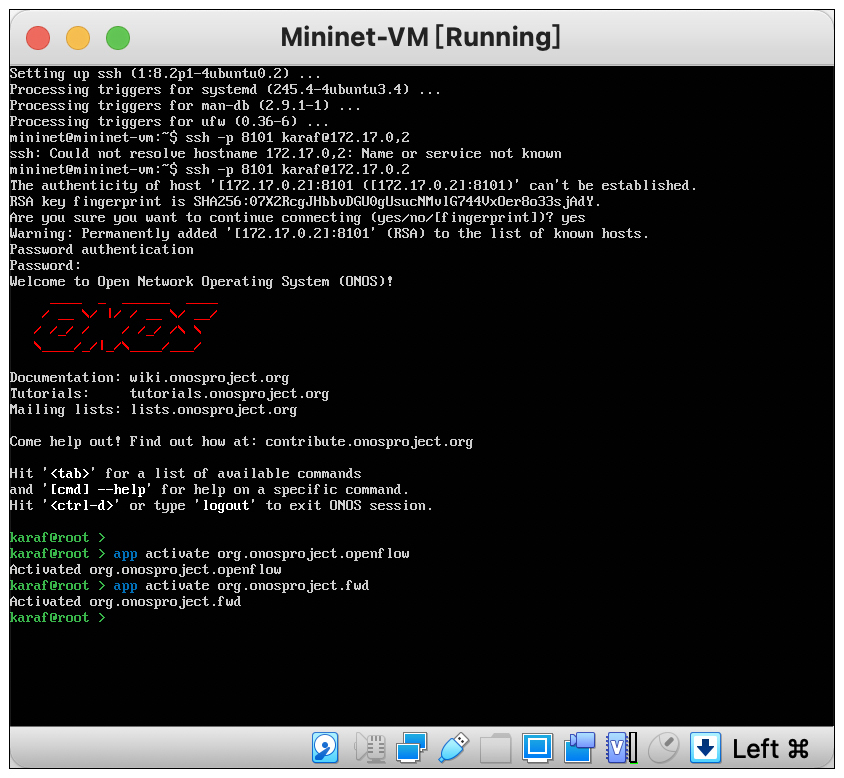 Mininet-VM [Running]
Setting up ssh (1:8.2p1-4ubuntu0.2) ...
Processing triggers for systemd (245.4-4ubuntu3.4) ...
Processing triggers for man-db (2.9.1-1) ...
Processing triggers for ufw (0.36-6) ...
mininet@mininet-vm:~$ ssh -p 8101 karaf@172.17.0,2
ssh: Could not resolve hostname 172.17.0,2: Name or service not known
mininet@mininet-vm:~$ ssh -p 8101 karaf@172.17.0.2
The authenticity of host '[172.17.0.2]:8101 ([172.17.0.2]:8101)' can't be established.
RSA key fingerprint is SHA256:07X2RcgJHbbvDGU0gUsucNMvlG744VxOer8o33sjAdY.
Are you sure you want to continue connecting (yes/no/[fingerprint])? yes
Warning: Permanently added '[172.17.0.2]:8101' (RSA) to the list of known hosts.
Password authentication
Password:
Welcome to Open Network Operating System (ONOS)!
Documentation: wiki.onosproject.org
Tutorials: tutorials.onosproject.org
Mailing lists: lists.onosproject.org
Come help out! Find out how at: contribute.onosproject.org
Hit '<tab>' for a list of available commands
and '[cmd] --help' for help on a specific command.
Hit '<ctrl-d>' or type 'logout' to exit ONOS session.
karaf@root >
karaf@root > app activate org.onosproject.openflow
Activated org.onosproject.openflow
karaf@root > app activate org.onosproject.fwd
Activated org.onosproject.fwd
karaf@root >
Left ⌘